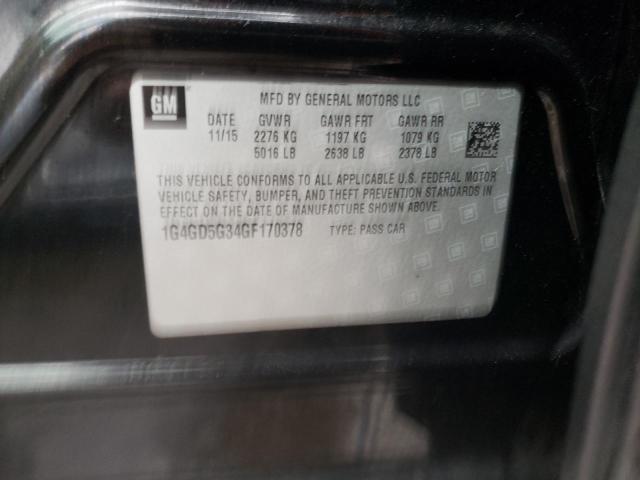 GM
MFD BY GENERAL MOTORS LLC
DATE GVWR GAWR FRT GAWR RR
11/15 2276 KG 1197 KG 1079 KG
5016 LB 2638 LB 2378 LB
THIS VEHICLE CONFORMS TO ALL APPLICABLE U.S. FEDERAL MOTOR
VEHICLE SAFETY, BUMPER, AND THEFT PREVENTION STANDARDS IN
EFFECT ON THE DATE OF MANUFACTURE SHOWN ABOVE.
1G4GD5G34GF170378 TYPE: PASS CAR